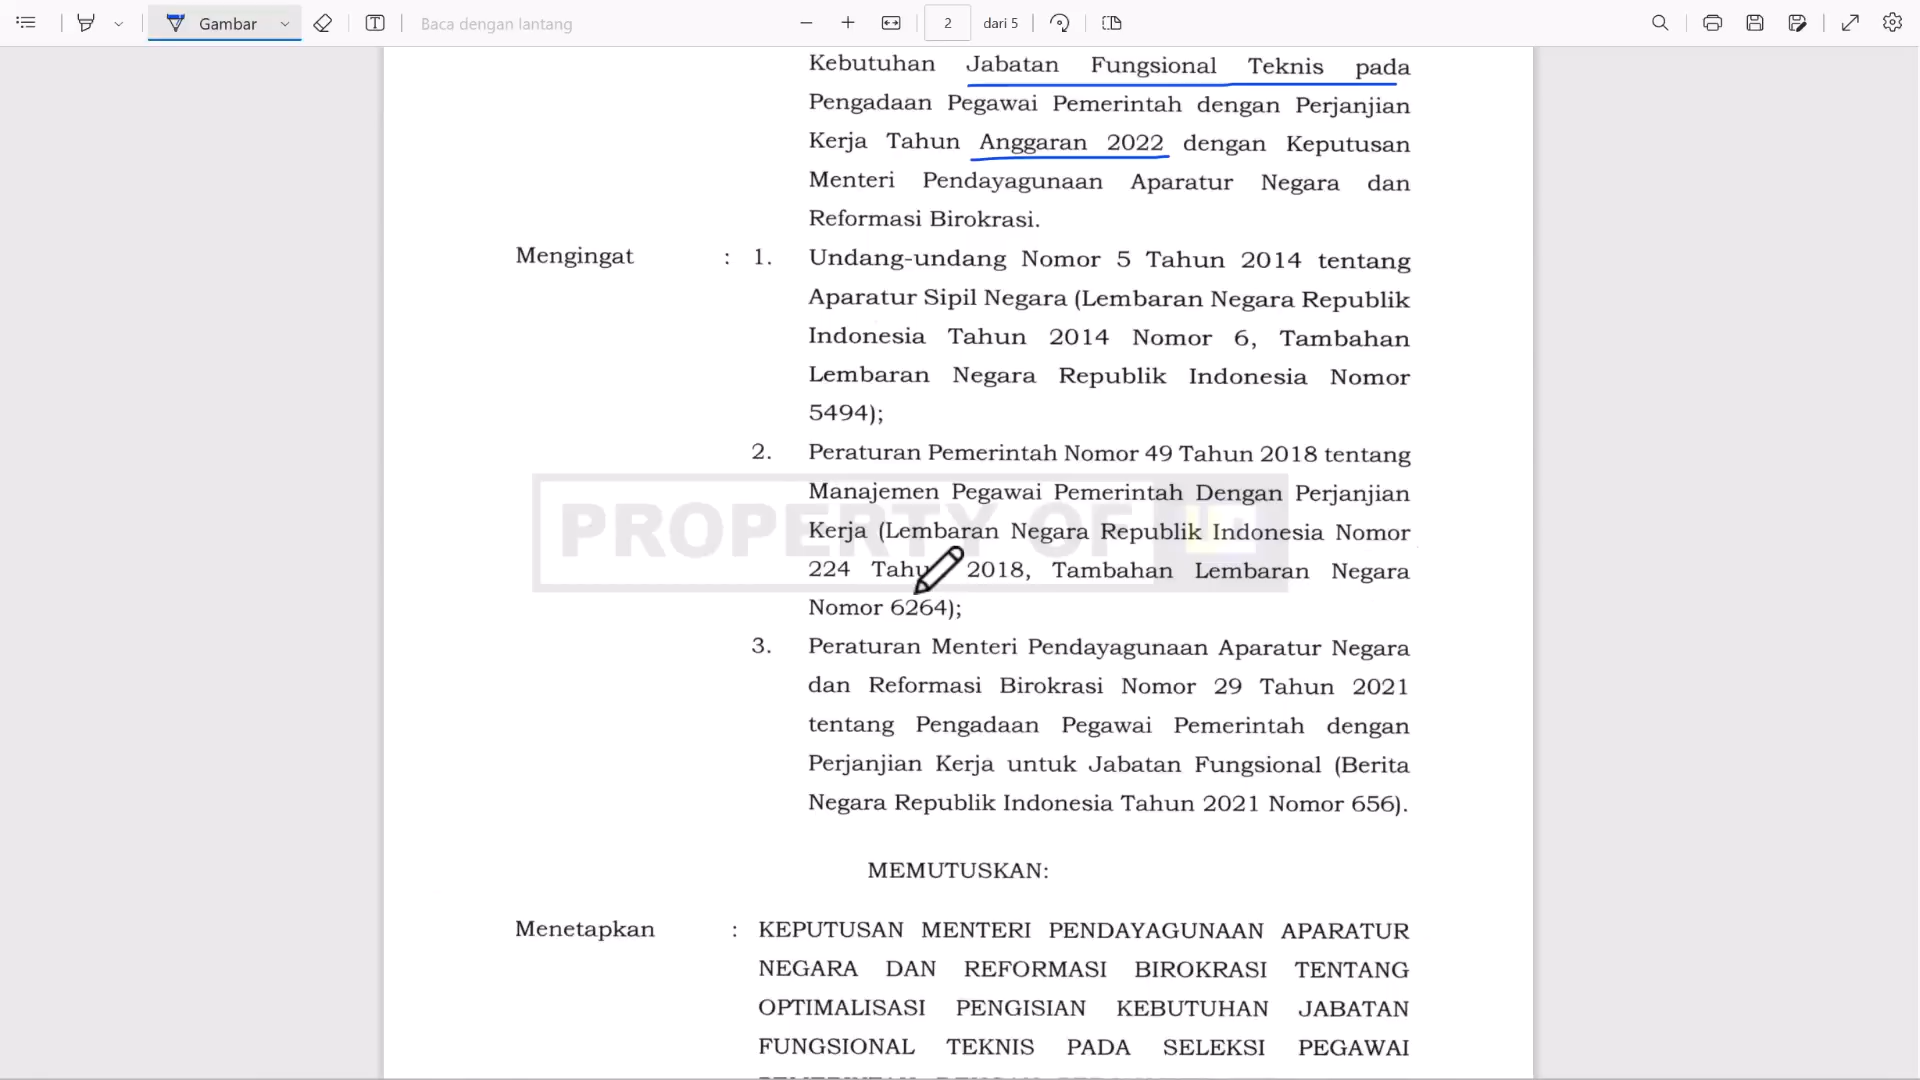 Gambar
Baca dengan lantang
2 dari 5
Kebutuhan Jabatan Fungsional Teknis pada
Pengadaan Pegawai Pemerintah dengan Perjanjian
Kerja Tahun Anggaran 2022 dengan Keputusan
Menteri Pendayagunaan Aparatur Negara dan
Reformasi Birokrasi.
Mengingat : 1. Undang-undang Nomor 5 Tahun 2014 tentang
Aparatur Sipil Negara (Lembaran Negara Republik
Indonesia Tahun 2014 Nomor 6, Tambahan
Lembaran Negara Republik Indonesia Nomor
5494);
2. Peraturan Pemerintah Nomor 49 Tahun 2018 tentang
Manajemen Pegawai Pemerintah Dengan Perjanjian
PROPERTY OF
Kerja (Lembaran Negara Republik Indonesia Nomor
224 Tahu 2018, Tambahan Lembaran Negara
Nomor 6264);
3. Peraturan Menteri Pendayagunaan Aparatur Negara
dan Reformasi Birokrasi Nomor 29 Tahun 2021
tentang Pengadaan Pegawai Pemerintah dengan
Perjanjian Kerja untuk Jabatan Fungsional (Berita
Negara Republik Indonesia Tahun 2021 Nomor 656).
MEMUTUSKAN:
Menetapkan : KEPUTUSAN MENTERI PENDAYAGUNAAN APARATUR
NEGARA DAN REFORMASI BIROKRASI TENTANG
OPTIMALISASI PENGISIAN KEBUTUHAN JABATAN
FUNGSIONAL TEKNIS PADA SELEKSI PEGAWAI